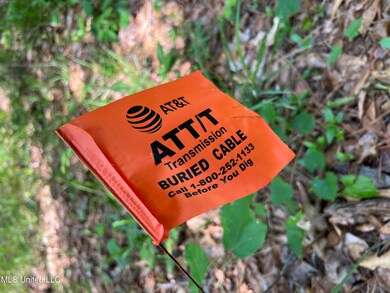 AT&T
ATT/T
Transmission
BURIED CABLE
Call 1-800-252-1133
Before You Dig
MLS United, LLC